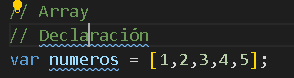 // Array
// Declaración
var numeros = [1,2,3,4,5];